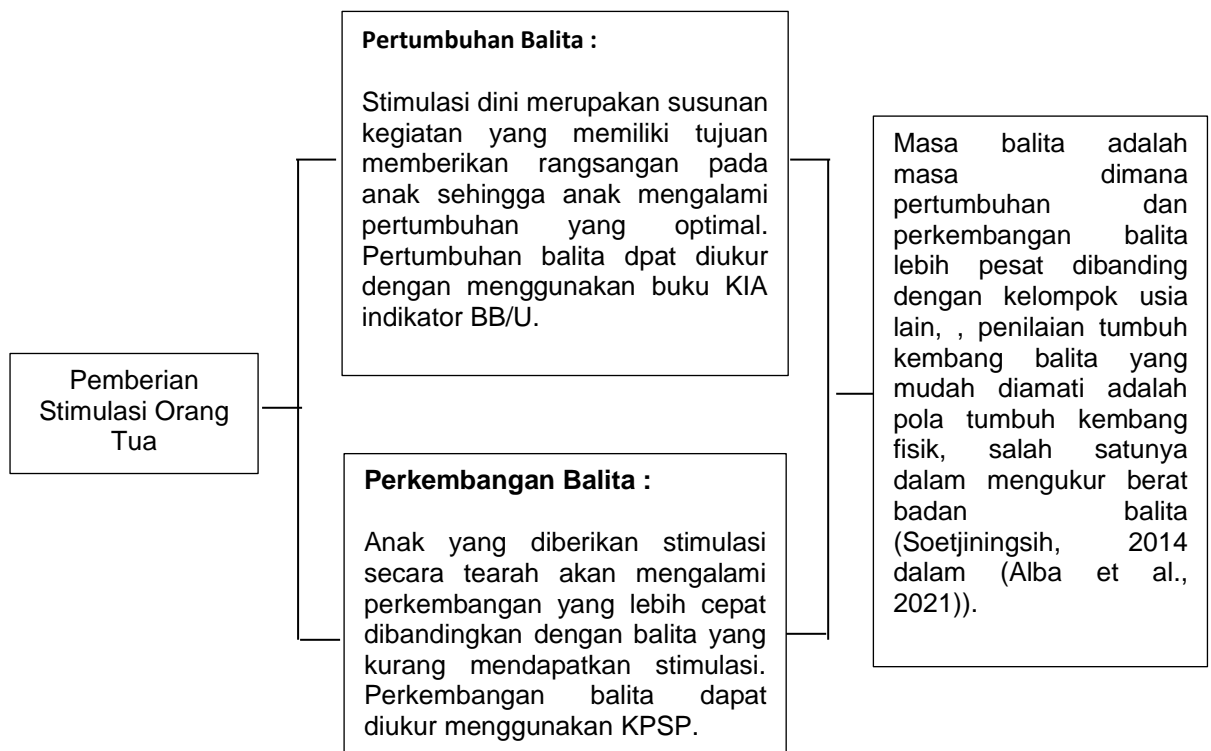 Pemberian
Stimulasi Orang
Tua
Pertumbuhan Balita :
Stimulasi dini merupakan susunan
kegiatan yang memiliki tujuan
memberikan rangsangan pada
anak sehingga anak mengalami
pertumbuhan yang optimal.
Pertumbuhan balita dpat diukur
dengan menggunakan buku KIA
indikator BB/U.
Perkembangan Balita :
Anak yang diberikan stimulasi
secara tearah akan mengalami
perkembangan yang lebih cepat
dibandingkan dengan balita yang
kurang mendapatkan stimulasi.
Perkembangan balita dapat
diukur menggunakan KPSP.
Masa balita adalah
masa dimana
pertumbuhan dan
perkembangan balita
lebih pesat dibanding
dengan kelompok usia
lain, , penilaian tumbuh
kembang balita yang
mudah diamati adalah
pola tumbuh kembang
fisik, salah satunya
dalam mengukur berat
badan balita
(Soetjiningsih, 2014
dalam (Alba et al.,
2021)).